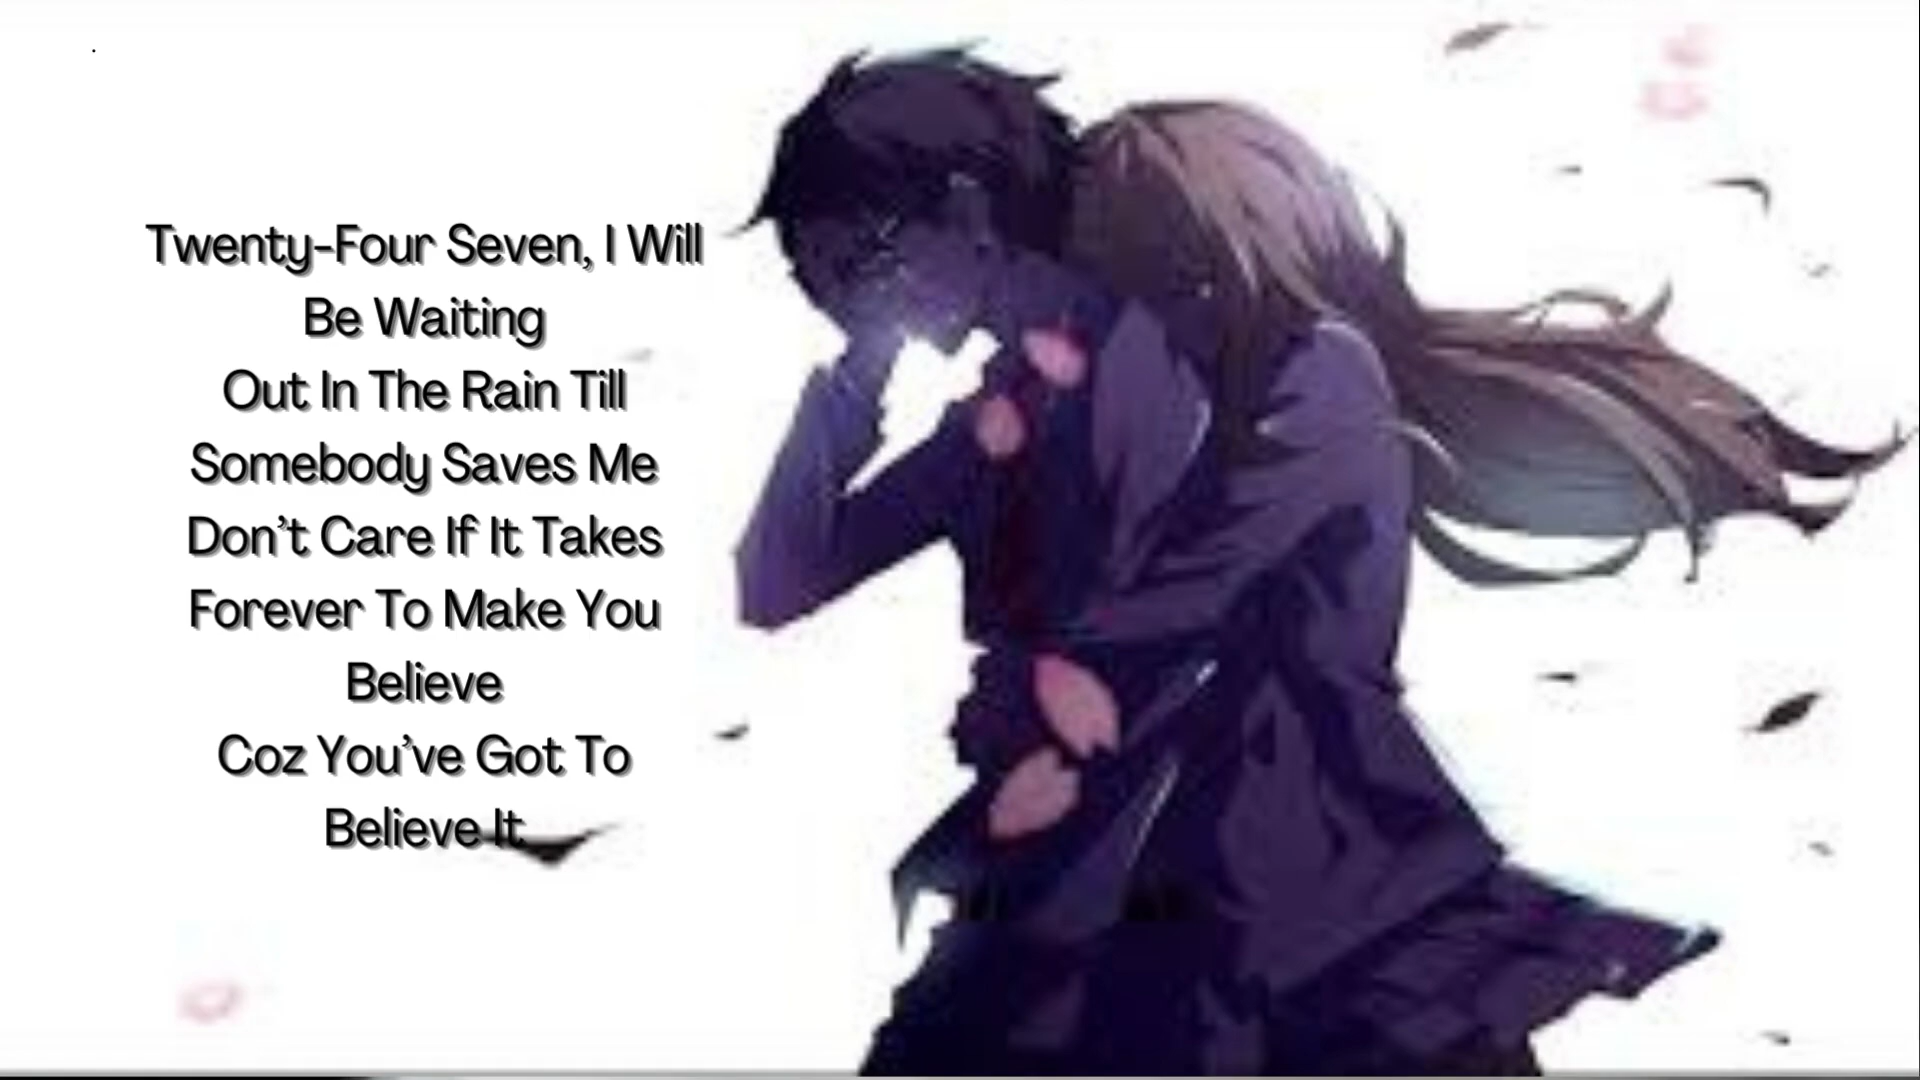 Twenty-Four Seven, I Will
Be Waiting
Out In The Rain Till
Somebody Saves Me
Don't Care If It Takes
Forever To Make You
Believe
Coz You've Got To
Believe It